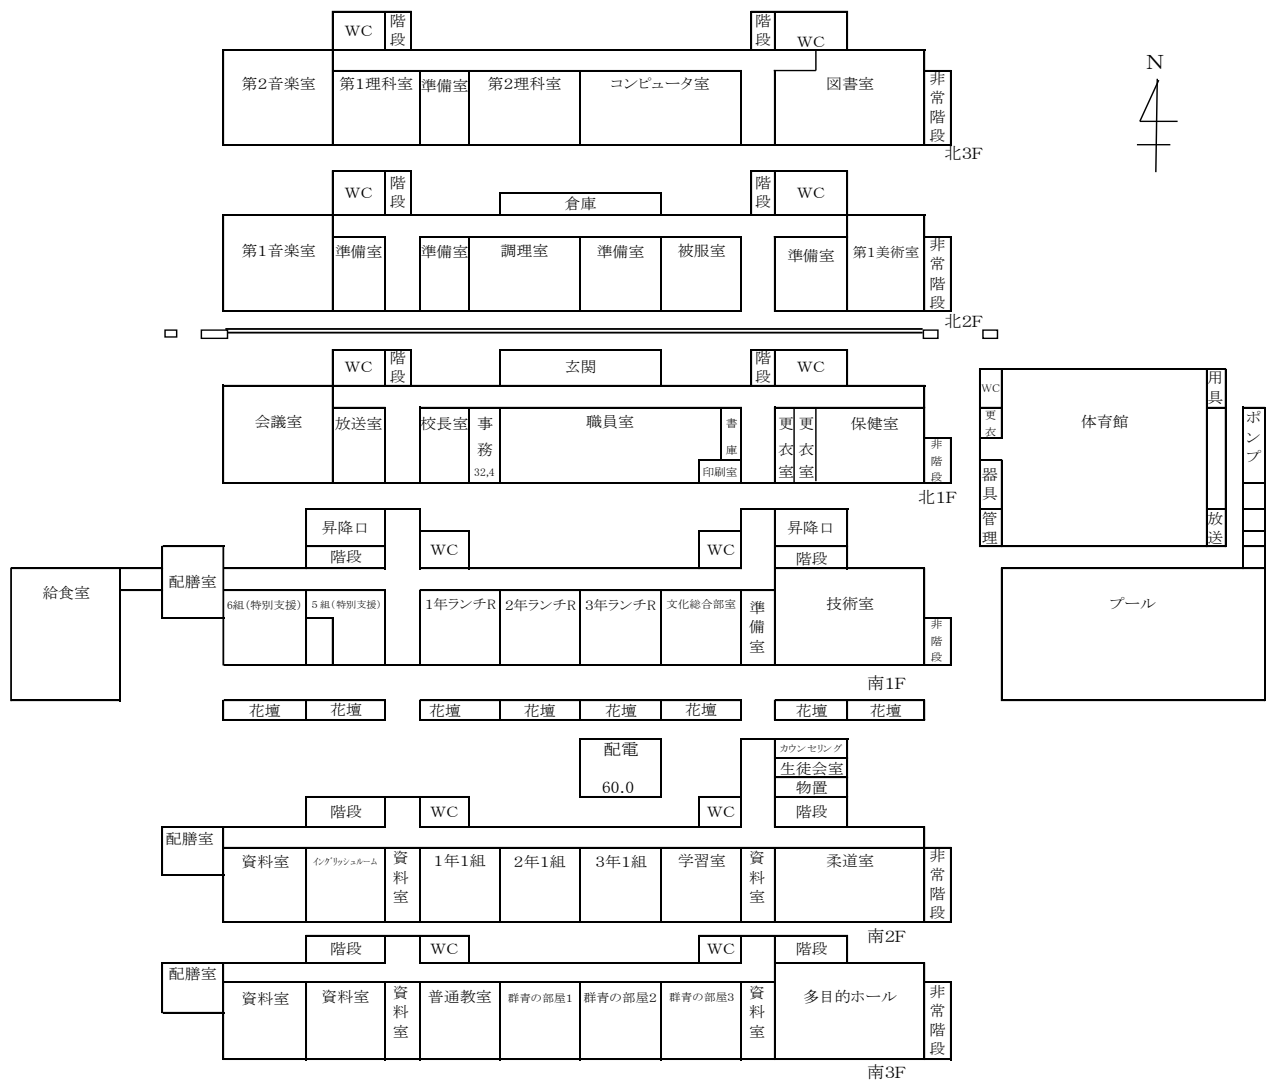 WC 階段 階段 WC
第2音楽室 第1理科室 準備室 第2理科室 コンピュータ室 図書室 非常階段
北3F
N
WC 階段 倉庫 階段 WC
第1音楽室 準備室 準備室 調理室 準備室 被服室 準備室 第1美術室 非常階段
北2F
WC 階段 玄関 階段 WC
会議室 放送室 校長室 事務 32,4 職員室 書庫 印刷室 更衣室 更衣室 保健室 非階段
北1F
WC 更衣 器具 管理 体育館 用具 放送 ポンプ
昇降口 昇降口
階段 WC WC 階段
給食室 配膳室 6組(特別支援) 5組(特別支援) 1年ランチR 2年ランチR 3年ランチR 文化総合部室 準備室 技術室 非階段 プール
南1F
花壇 花壇 花壇 花壇 花壇 花壇 花壇 花壇
配電 カウンセリング
生徒会室
60.0 物置
階段 WC WC 階段
配膳室
資料室 イングリッシュルーム 資料室 1年1組 2年1組 3年1組 学習室 資料室 柔道室 非常階段
南2F
階段 WC WC 階段
配膳室
資料室 資料室 資料室 普通教室 群青の部屋1 群青の部屋2 群青の部屋3 資料室 多目的ホール 非常階段
南3F